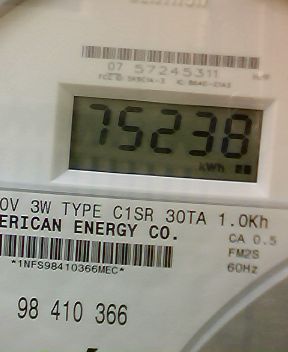 07 57245311
75238
kWh
0V 3W TYPE C1SR 30TA 1.0Kh
ERICAN ENERGY CO.
CA 0.5
*1NFS98410366MEC*
FM2S
60Hz
98 410 366